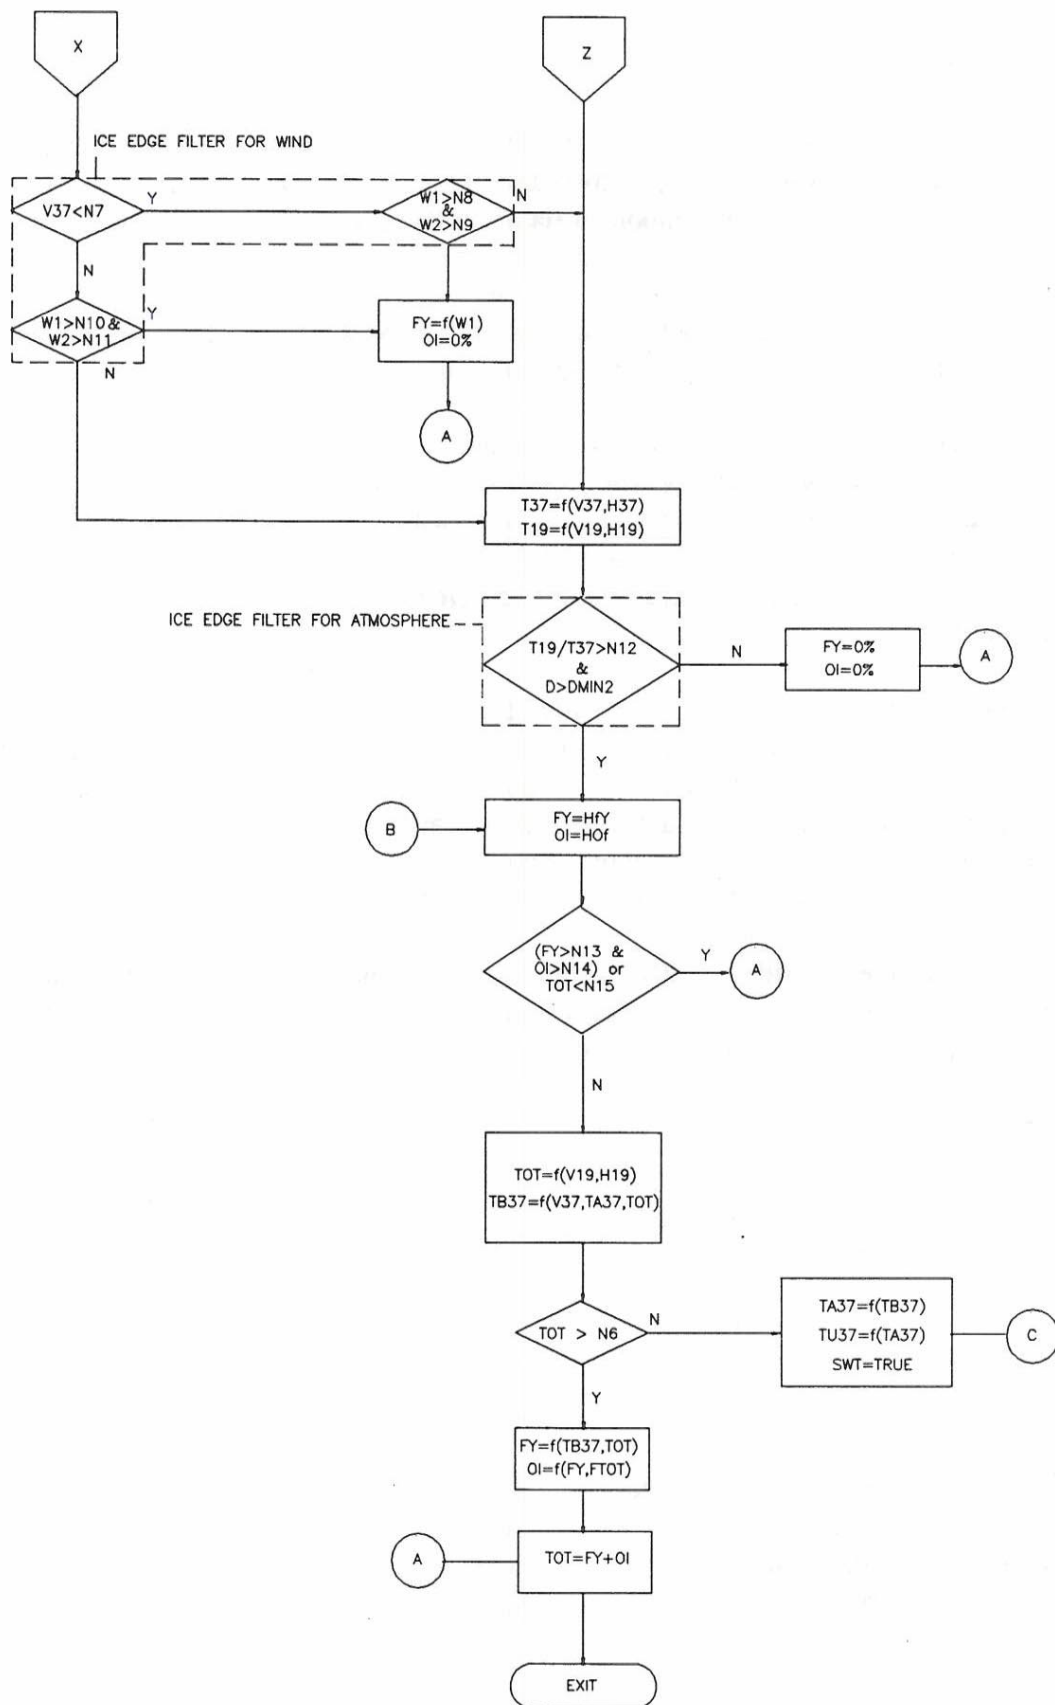 X
Z
ICE EDGE FILTER FOR WIND
V37<N7
Y
W1>N8
&
W2>N9
N
N
W1>N10&
W2>N11
Y
N
FY=f(W1)
OI=0%
A
T37=f(V37,H37)
T19=f(V19,H19)
ICE EDGE FILTER FOR ATMOSPHERE
T19/T37>N12
&
D>DMIN2
N
FY=0%
OI=0%
A
Y
B
FY=HfY
OI=HOf
(FY>N13 &
OI>N14) or
TOT<N15
Y
A
N
TOT=f(V19,H19)
TB37=f(V37,TA37,TOT)
TOT > N6
N
TA37=f(TB37)
TU37=f(TA37)
SWT=TRUE
C
Y
FY=f(TB37,TOT)
OI=f(FY,FTOT)
A
TOT=FY+OI
EXIT